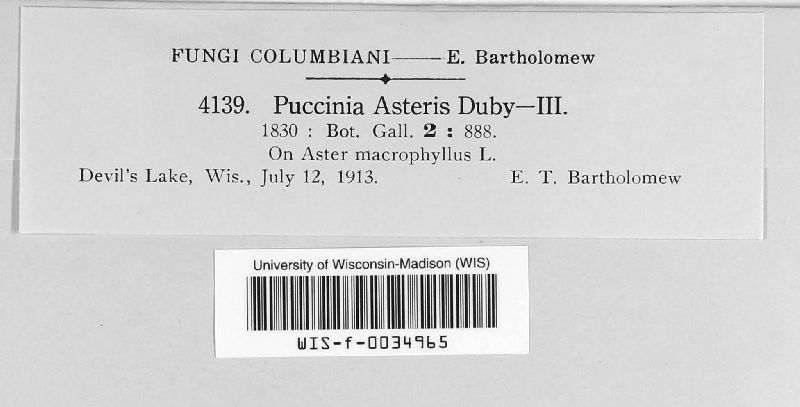 FUNGI COLUMBIANI—— E. Bartholomew
4139. Puccinia Asteris Duby—III.
1830 : Bot. Gall. 2 : 888.
On Aster macrophyllus L.
Devil's Lake, Wis., July 12, 1913. E. T. Bartholomew
University of Wisconsin-Madison (WIS)
WIS-f-0034965